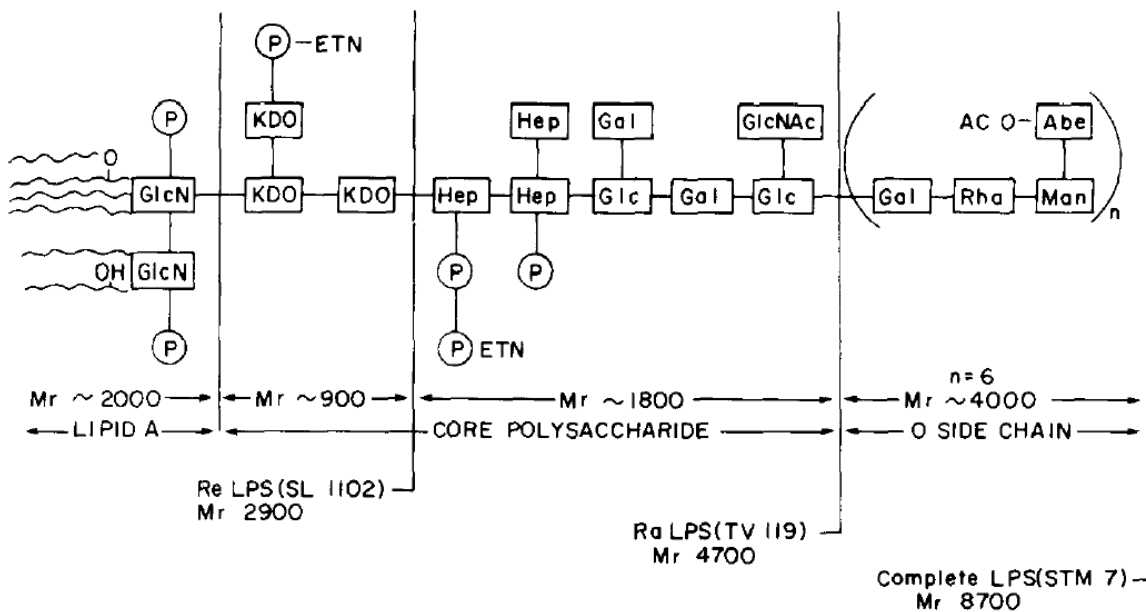 P –ETN
P KDO Hep Gal GlcNAc AC O– Abe
O
GlcN KDO KDO Hep Hep Glc Gal Glc Gal Rha Man n
OH GlcN P P
P P ETN
n=6
Mr ~2000 Mr ~900 Mr ~1800 Mr ~4000
LIPID A CORE POLYSACCHARIDE O SIDE CHAIN
Re LPS(SL 1102)
Mr 2900
Ra LPS(TV 119)
Mr 4700
Complete LPS(STM 7)
Mr 8700